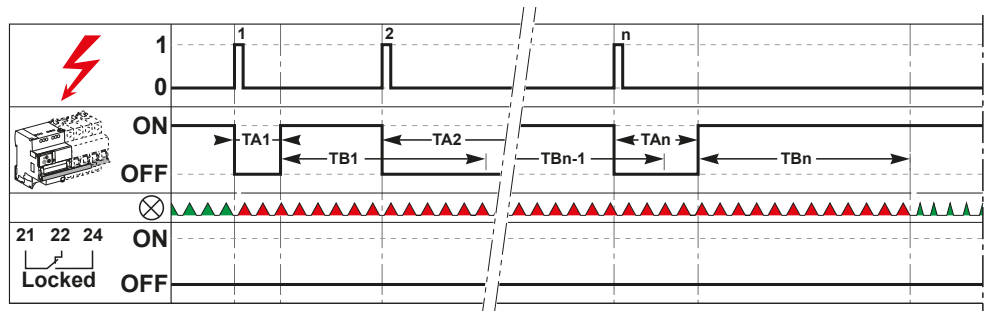 1 2 n
1
0
ON
TA1 TA2 TAn
TB1 TBn-1 TBn
OFF
21 22 24
ON
Locked
OFF